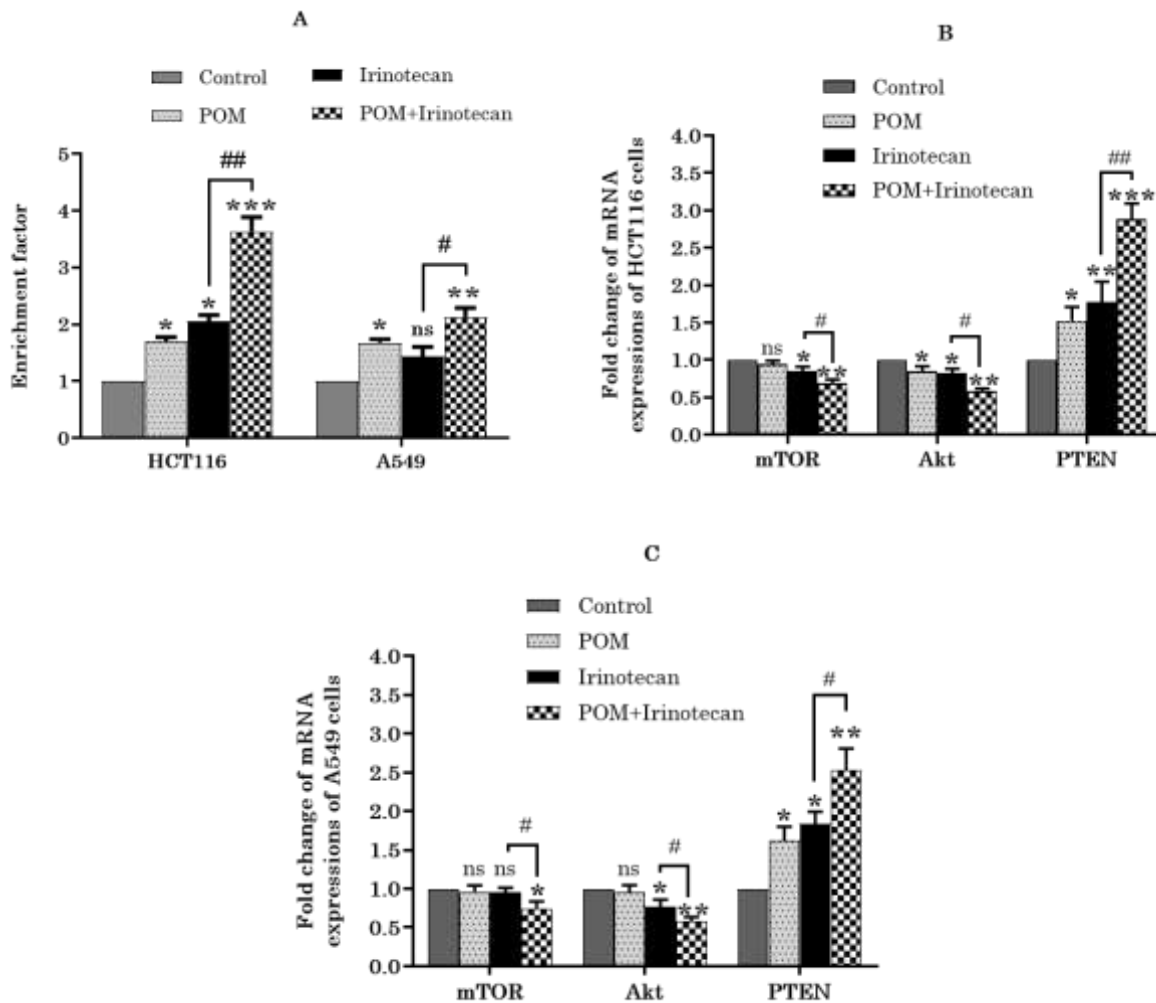 A
Control
Irinotecan
POM
POM+Irinotecan
Enrichment factor
5
4
3
2
1
0
*
*
***
##
*
ns
**
#
HCT116
A549
B
Control
POM
Irinotecan
POM+Irinotecan
Fold change of mRNA
expressions of HCT116 cells
4.0
3.5
3.0
2.5
2.0
1.5
1.0
0.5
0.0
ns
*
**
#
*
*
**
#
*
**
***
##
mTOR
Akt
PTEN
C
Control
POM
Irinotecan
POM+Irinotecan
Fold change of mRNA
expressions of A549 cells
4.0
3.5
3.0
2.5
2.0
1.5
1.0
0.5
0.0
ns
ns
*
#
ns
*
**
#
*
*
**
#
mTOR
Akt
PTEN